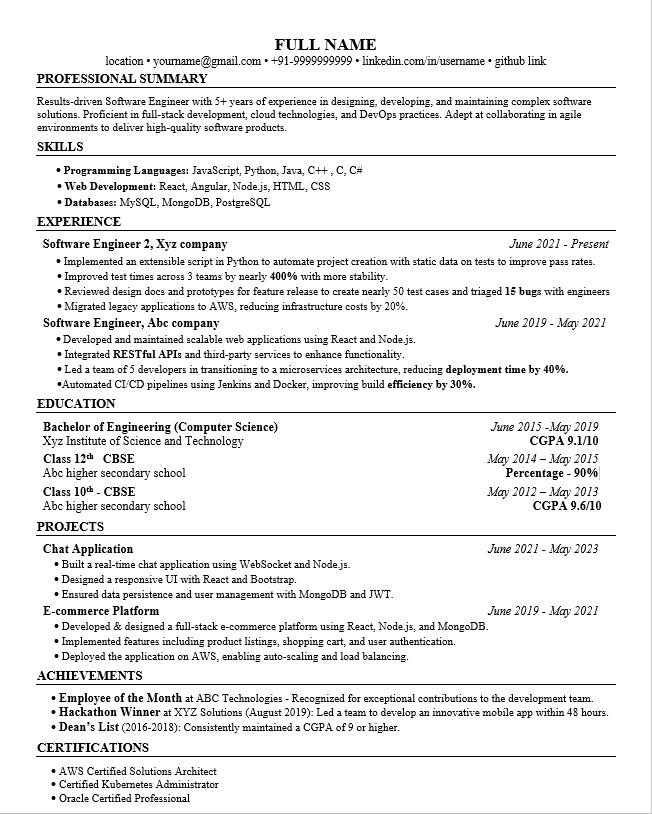 FULL NAME
location • yourname@gmail.com • +91-9999999999 • linkedin.com/in/username • github link
PROFESSIONAL SUMMARY
Results-driven Software Engineer with 5+ years of experience in designing, developing, and maintaining complex software
solutions. Proficient in full-stack development, cloud technologies, and DevOps practices. Adept at collaborating in agile
environments to deliver high-quality software products.
SKILLS
• Programming Languages: JavaScript, Python, Java, C++ , C, C#
• Web Development: React, Angular, Node.js, HTML, CSS
• Databases: MySQL, MongoDB, PostgreSQL
EXPERIENCE
Software Engineer 2, Xyz company June 2021 - Present
• Implemented an extensible script in Python to automate project creation with static data on tests to improve pass rates.
• Improved test times across 3 teams by nearly 400% with more stability.
• Reviewed design docs and prototypes for feature release to create nearly 50 test cases and triaged 15 bugs with engineers
• Migrated legacy applications to AWS, reducing infrastructure costs by 20%.
Software Engineer, Abc company June 2019 - May 2021
• Developed and maintained scalable web applications using React and Node.js.
• Integrated RESTful APIs and third-party services to enhance functionality.
• Led a team of 5 developers in transitioning to a microservices architecture, reducing deployment time by 40%.
•Automated CI/CD pipelines using Jenkins and Docker, improving build efficiency by 30%.
EDUCATION
Bachelor of Engineering (Computer Science) June 2015 -May 2019
Xyz Institute of Science and Technology CGPA 9.1/10
Class 12th CBSE May 2014 – May 2015
Abc higher secondary school Percentage - 90%
Class 10th - CBSE May 2012 – May 2013
Abc higher secondary school CGPA 9.6/10
PROJECTS
Chat Application June 2021 - May 2023
• Built a real-time chat application using WebSocket and Node.js.
• Designed a responsive UI with React and Bootstrap.
• Ensured data persistence and user management with MongoDB and JWT.
E-commerce Platform June 2019 - May 2021
• Developed & designed a full-stack e-commerce platform using React, Node.js, and MongoDB.
• Implemented features including product listings, shopping cart, and user authentication.
• Deployed the application on AWS, enabling auto-scaling and load balancing.
ACHIEVEMENTS
• Employee of the Month at ABC Technologies - Recognized for exceptional contributions to the development team.
• Hackathon Winner at XYZ Solutions (August 2019): Led a team to develop an innovative mobile app within 48 hours.
• Dean's List (2016-2018): Consistently maintained a CGPA of 9 or higher.
CERTIFICATIONS
• AWS Certified Solutions Architect
• Certified Kubernetes Administrator
• Oracle Certified Professional